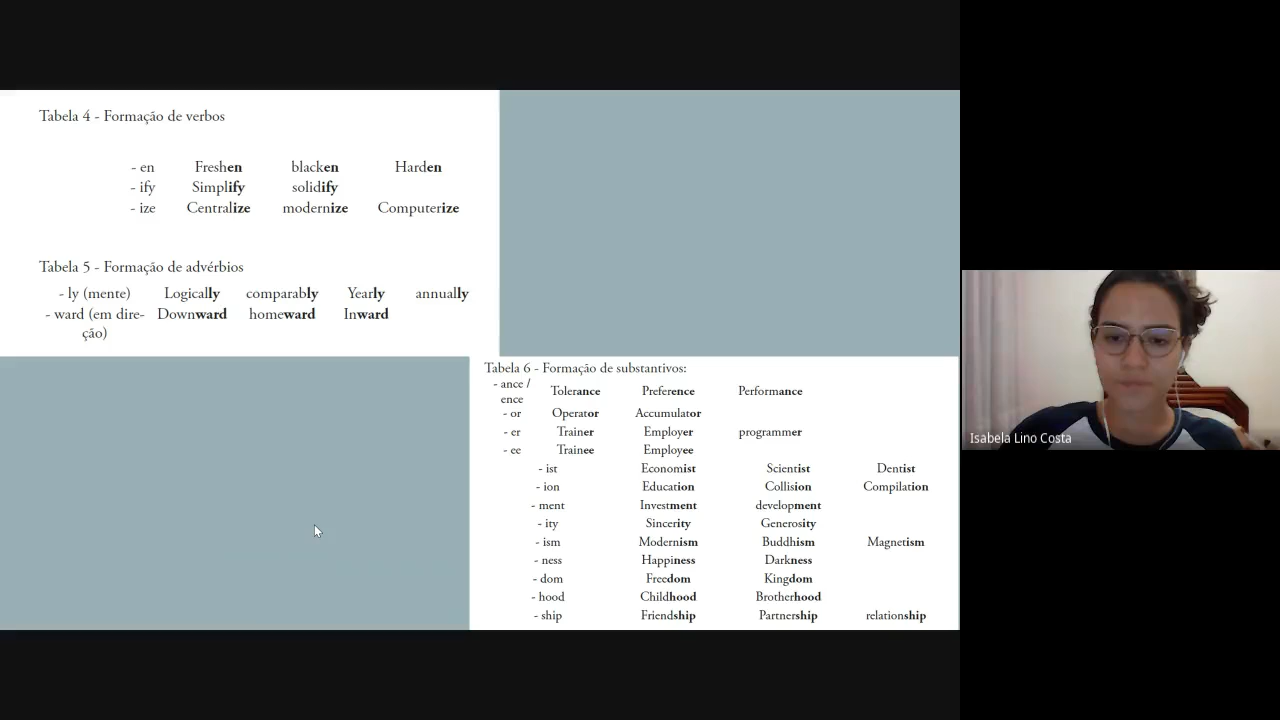 Tabela 4 - Formação de verbos
- en Freshen blacken Harden
- ify Simplify solidify
- ize Centralize modernize Computerize
Tabela 5 - Formação de advérbios
- ly (mente) Logically comparably Yearly annually
- ward (em dire- Downward homeward Inward
ção)
Tabela 6 - Formação de substantivos:
- ance /
ence Tolerance Preference Performance
- or Operator Accumulator
- er Trainer Employer programmer
- ee Trainee Employee
- ist Economist Scientist Dentist
- ion Education Collision Compilation
- ment Investment development
- ity Sincerity Generosity
- ism Modernism Buddhism Magnetism
- ness Happiness Darkness
- dom Freedom Kingdom
- hood Childhood Brotherhood
- ship Friendship Partnership relationship
Isabela Lino Costa